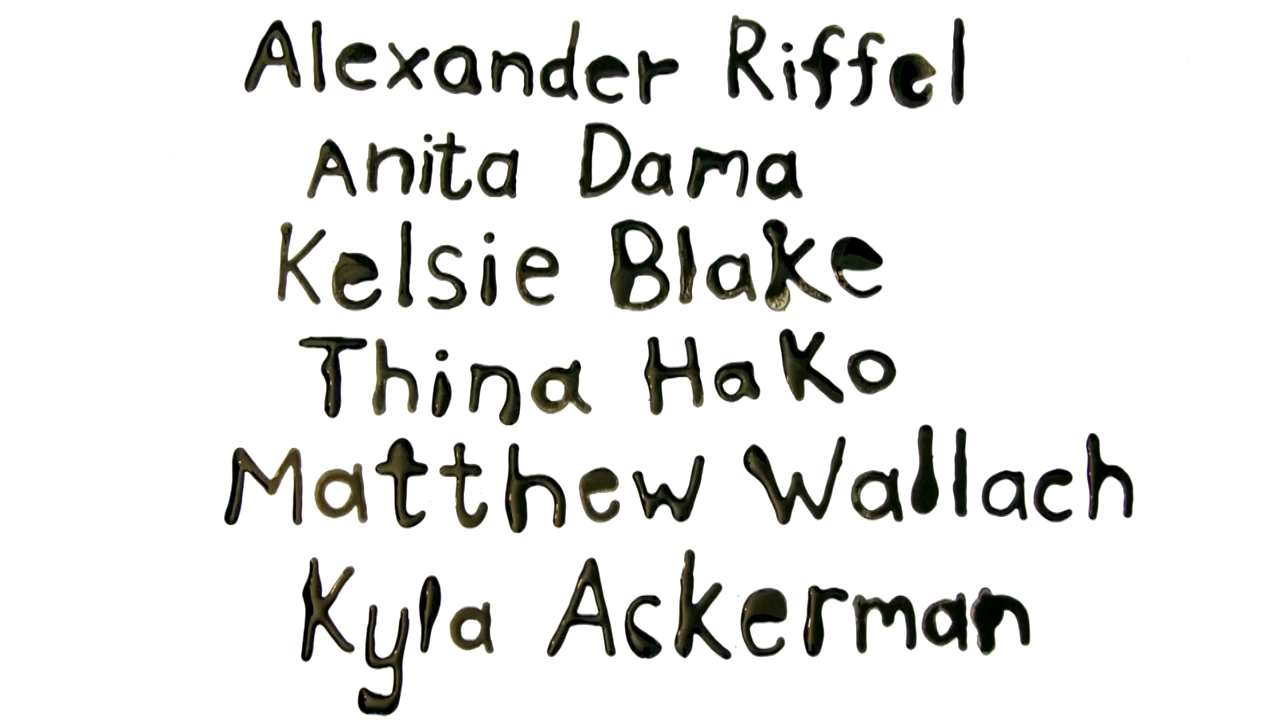 Alexander Riffel
Anita Dama
Kelsie Blake
Thina Hako
Matthew Wallach
Kyla Ackerman